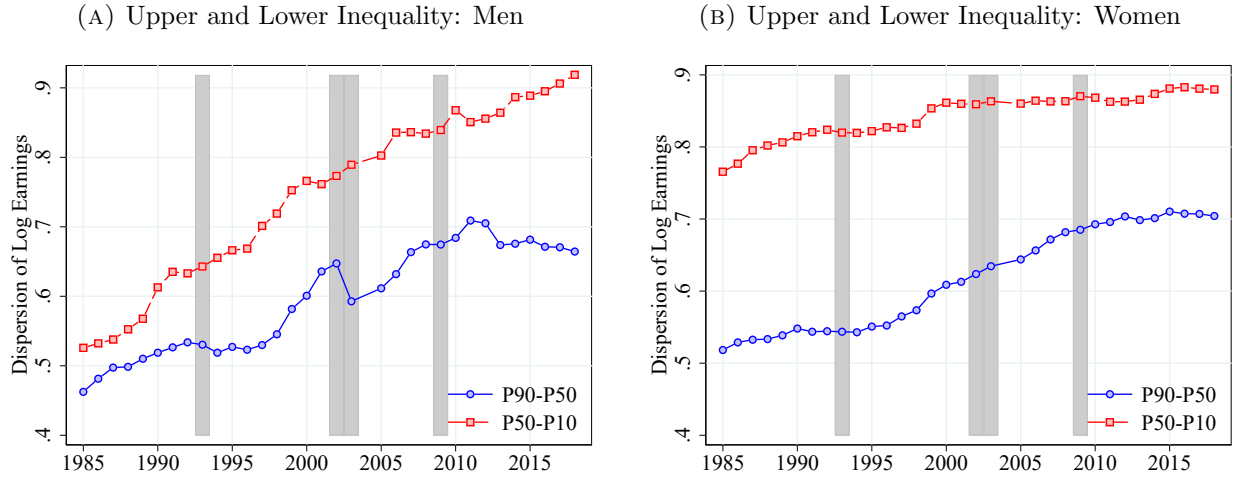 (A) Upper and Lower Inequality: Men
Dispersion of Log Earnings
.9
.8
.7
.6
.5
.4
1985 1990 1995 2000 2005 2010 2015
P90-P50
P50-P10
(B) Upper and Lower Inequality: Women
Dispersion of Log Earnings
.9
.8
.7
.6
.5
.4
1985 1990 1995 2000 2005 2010 2015
P90-P50
P50-P10